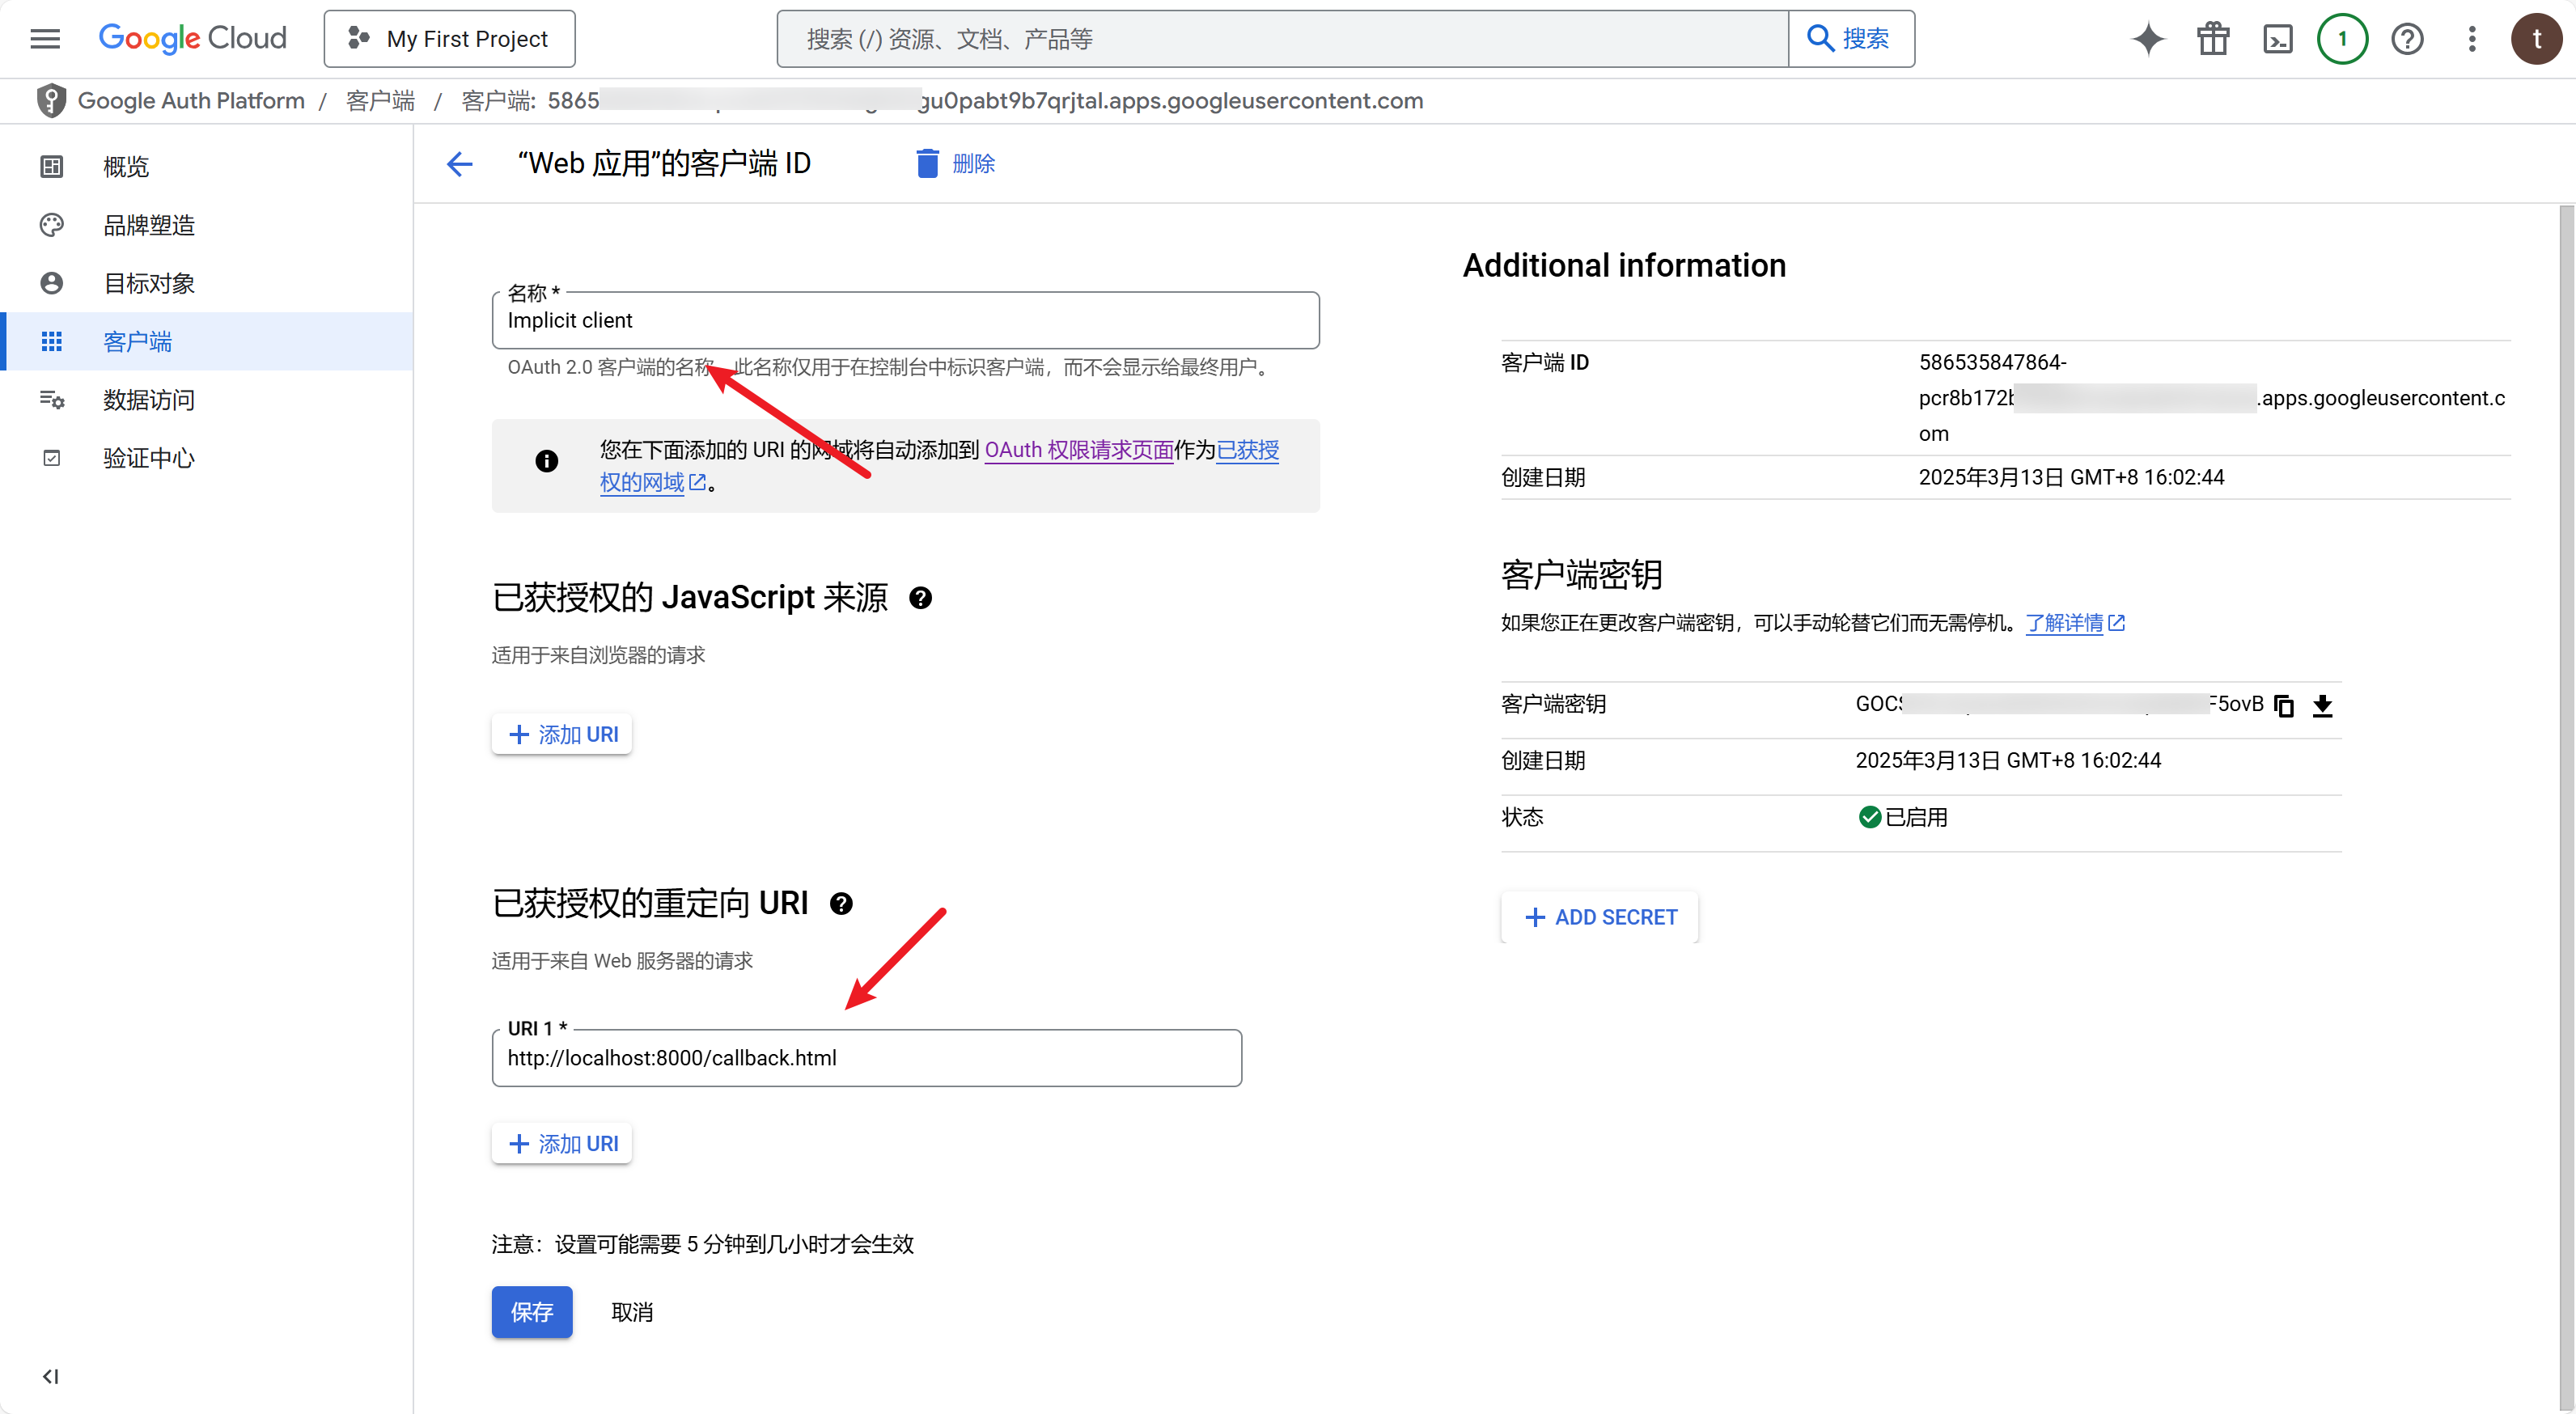 Google Cloud
My First Project
搜索 (/) 资源、文档、产品等
搜索
1
t
Google Auth Platform / 客户端 / 客户端: 5865 gu0pabt9b7qrjtal.apps.googleusercontent.com
概览
品牌塑造
目标对象
客户端
数据访问
验证中心
“Web 应用”的客户端 ID
删除
名称 *
Implicit client
OAuth 2.0 客户端的名称 此名称仅用于在控制台中标识客户端，而不会显示给最终用户。
您在下面添加的 URI 的网域将自动添加到 OAuth 权限请求页面作为已获授
权的网域。
已获授权的 JavaScript 来源
适用于来自浏览器的请求
添加 URI
已获授权的重定向 URI
适用于来自 Web 服务器的请求
URI 1 *
http://localhost:8000/callback.html
添加 URI
注意：设置可能需要 5 分钟到几小时才会生效
保存
取消
Additional information
客户端 ID
586535847864-
pcr8b172b .apps.googleusercontent.c
om
创建日期
2025年3月13日 GMT+8 16:02:44
客户端密钥
如果您正在更改客户端密钥，可以手动轮替它们而无需停机。了解详情
客户端密钥
GOCS F5ovB
创建日期
2025年3月13日 GMT+8 16:02:44
状态
已启用
ADD SECRET